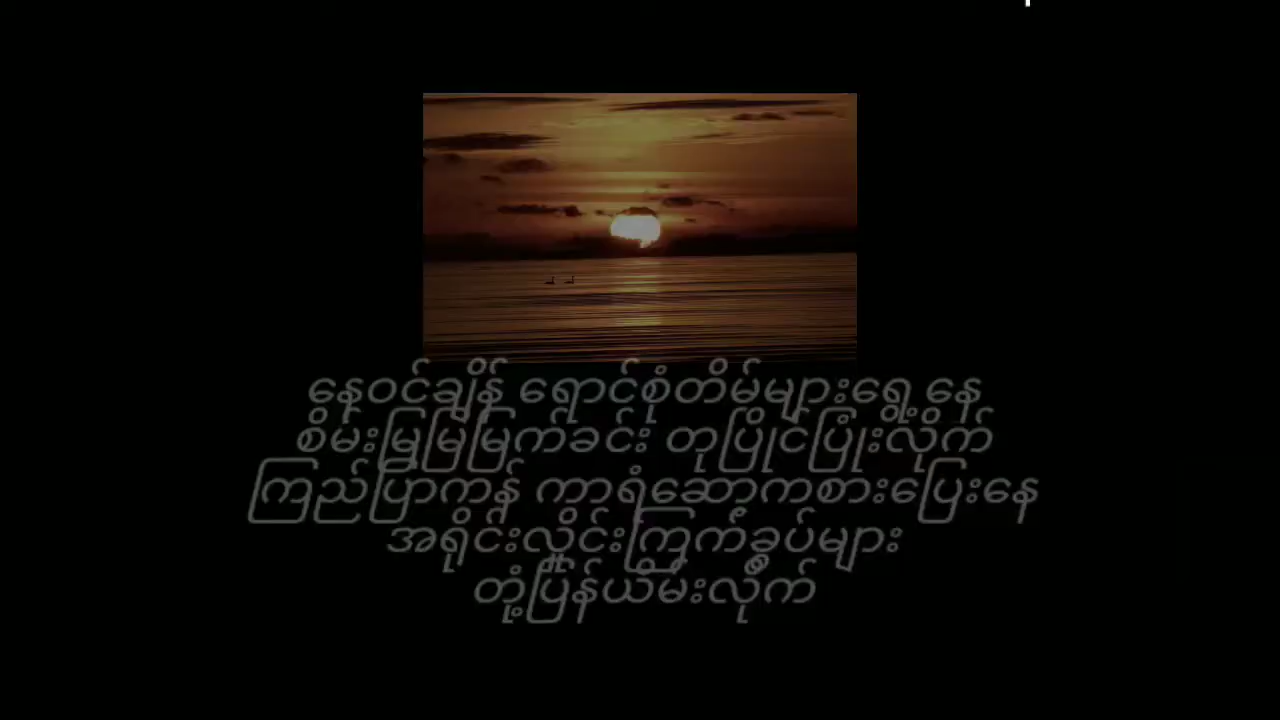 နေဝင်ချိန် ရောင်စုံတိမ်များရွေ့နေ
စိမ်းမြမြမြက်ခင်း တုပြိုင်ပြုံးလိုက်
ကြည်ပြာကန် ကာရံဆော့ကစားပြေးနေ
အရိုင်းလှိုင်းကြက်ခွပ်များ
တုံ့ပြန်ယိမ်းလိုက်